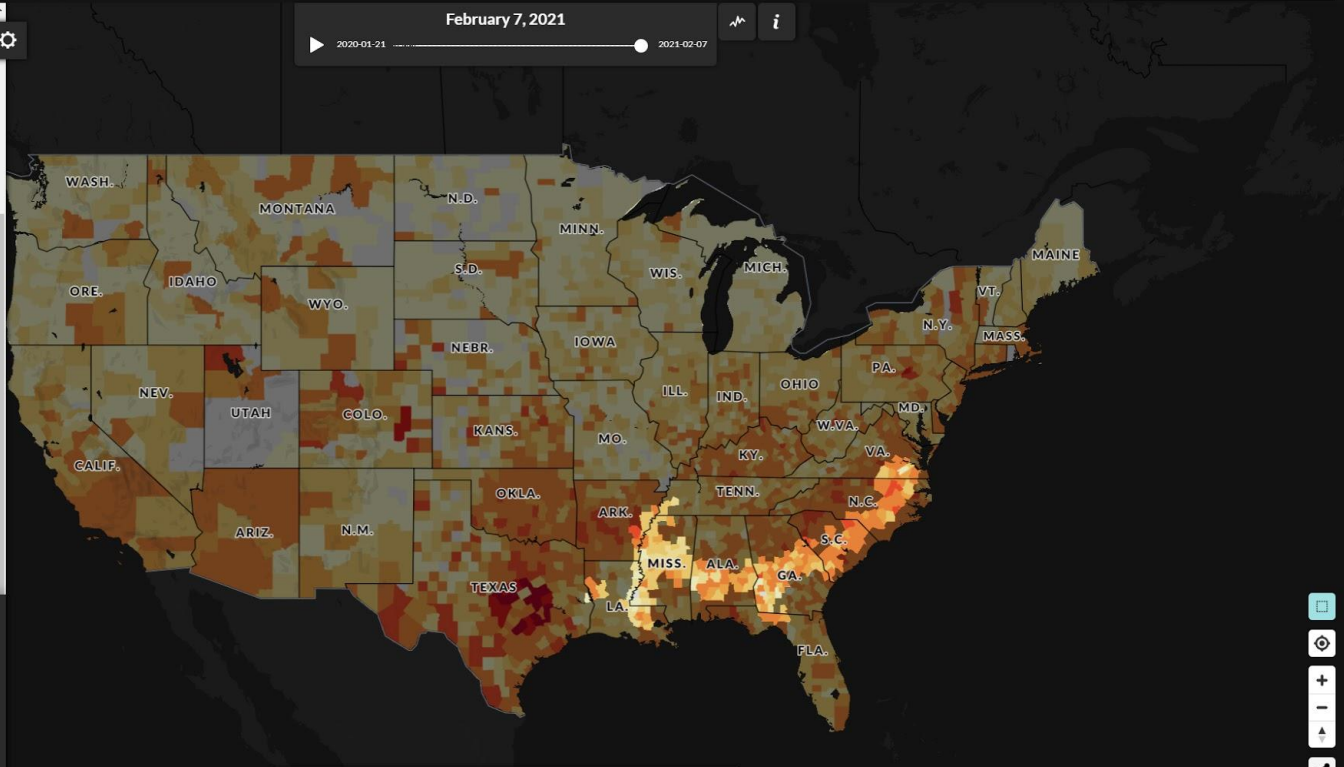 February 7, 2021
2020-01-21
2021-02-07
i
WASH.
MONTANA
N.D.
MINN.
MAINE
ORE.
IDAHO
S.D.
WIS.
MICH.
VT.
WYO.
N.Y.
MASS.
NEBR.
IOWA
PA.
NEV.
UTAH
COLO.
ILL.
IND.
OHIO
MD.
KANS.
MO.
W.VA.
CALIF.
KY.
VA.
OKLA.
TENN.
N.C.
ARIZ.
N.M.
ARK.
S.C.
MISS.
ALA.
GA.
TEXAS
LA.
FLA.
+
−